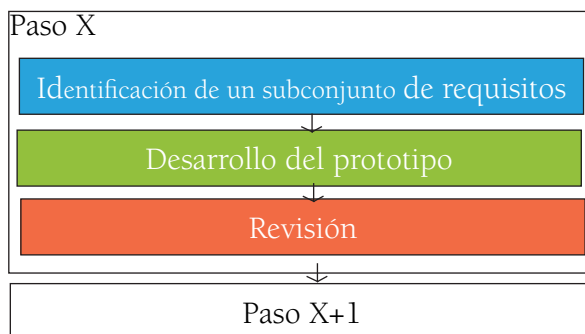 Paso X
Identificación de un subconjunto de requisitos
Desarrollo del prototipo
Revisión
Paso X+1